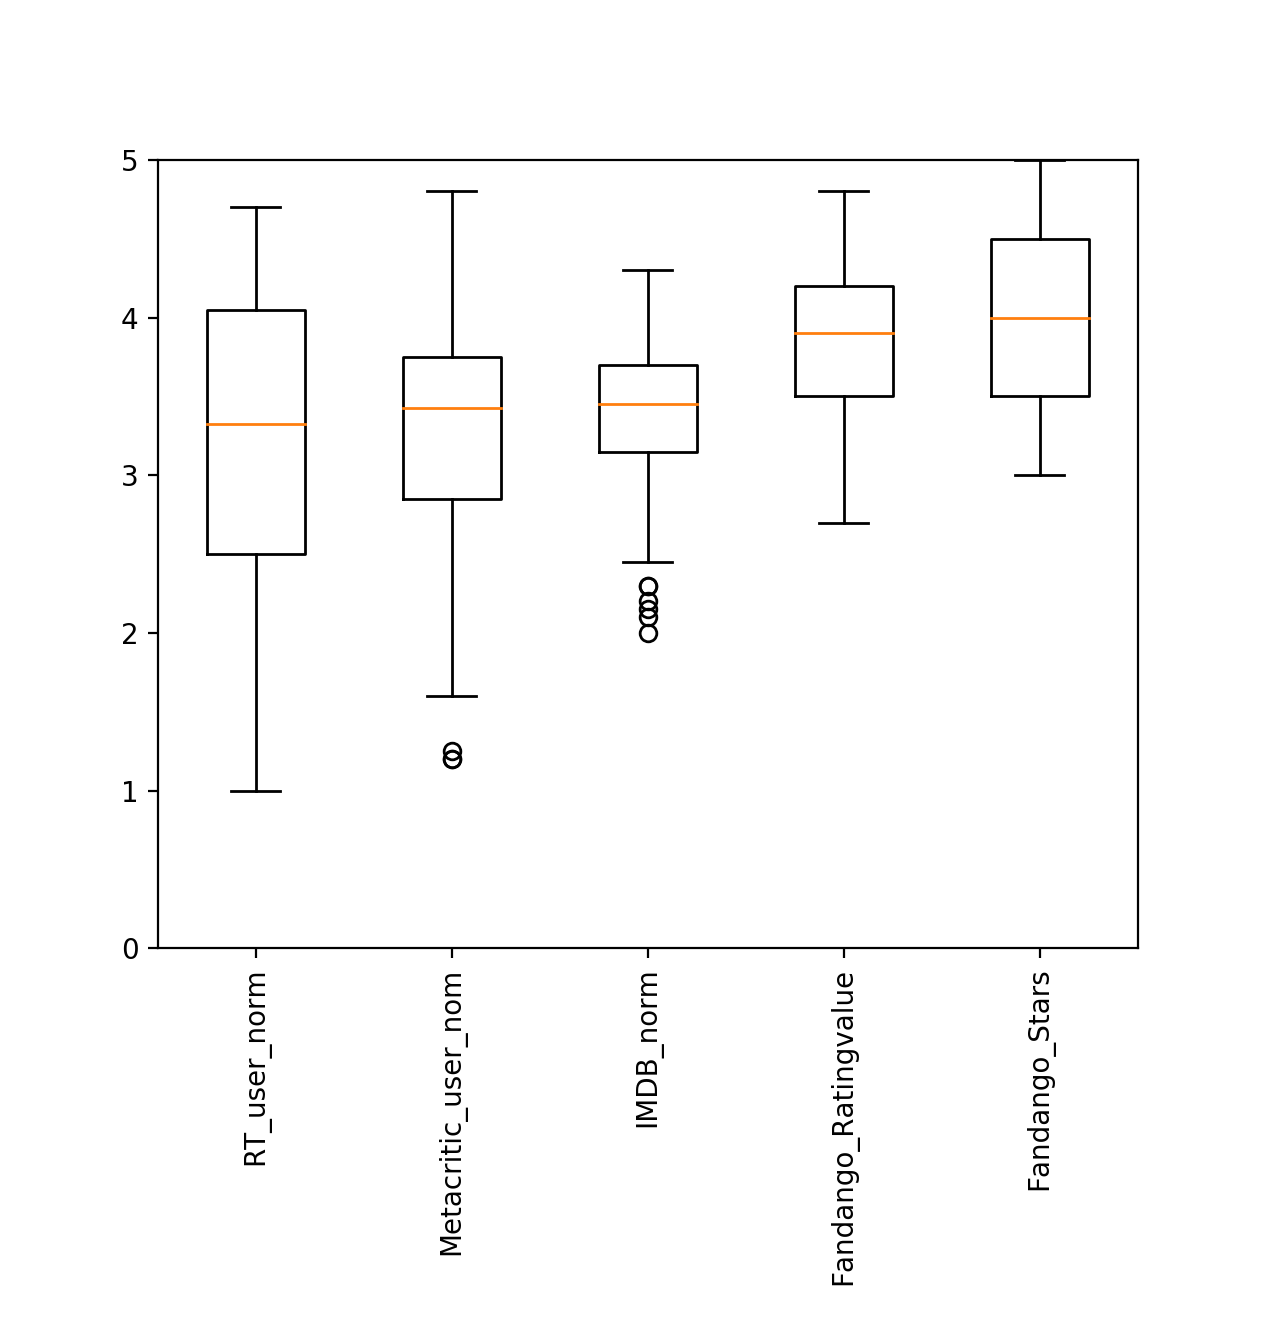 5
4
3
2
1
0
RT_user_norm
Metacritic_user_nom
IMDB_norm
Fandango_Ratingvalue
Fandango_Stars